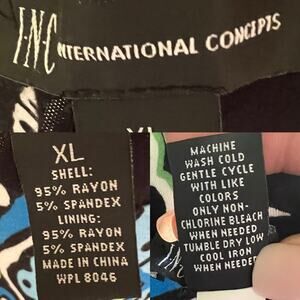 I·N·C INTERNATIONAL CONCEPTS
XL
XL
SHELL:
95% RAYON
5% SPANDEX
LINING:
95% RAYON
5% SPANDEX
MADE IN CHINA
WPL 8046
MACHINE
WASH COLD
GENTLE CYCLE
WITH LIKE
COLORS
ONLY NON-
CHLORINE BLEACH
WHEN NEEDED
TUMBLE DRY LOW
COOL IRON
WHEN NEEDED